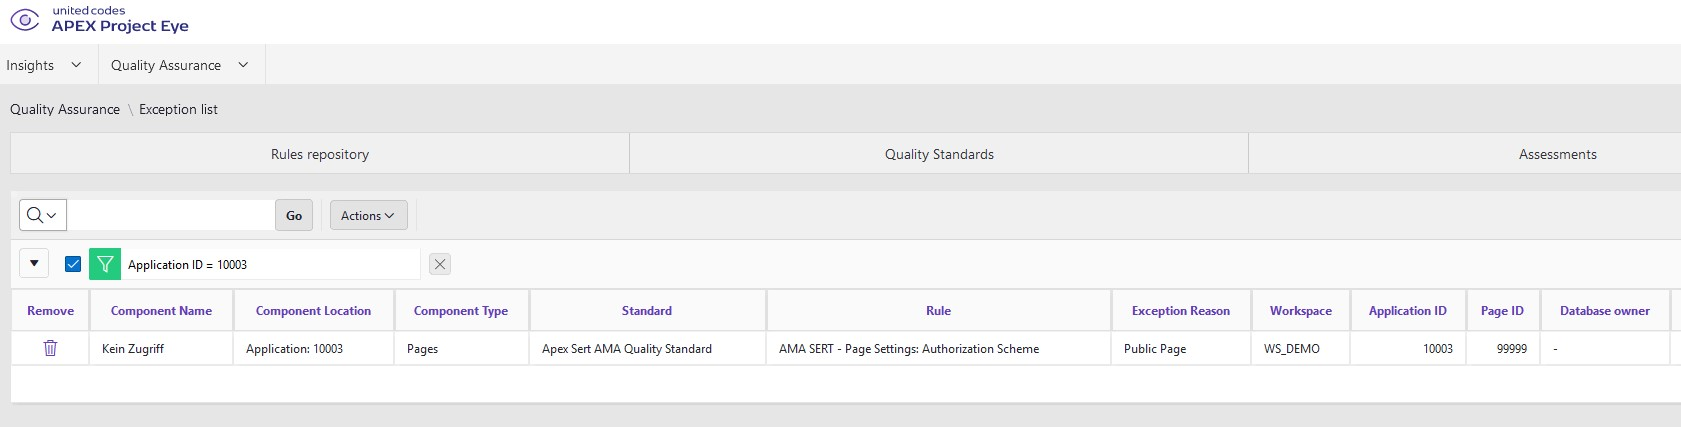 united codes
APEX Project Eye
Insights Quality Assurance
Quality Assurance \ Exception list
Rules repository Quality Standards Assessments
Go Actions
Application ID = 10003
Remove Component Name Component Location Component Type Standard Rule Exception Reason Workspace Application ID Page ID Database owner
Kein Zugriff Application: 10003 Pages Apex Sert AMA Quality Standard AMA SERT - Page Settings: Authorization Scheme Public Page WS_DEMO 10003 99999 -